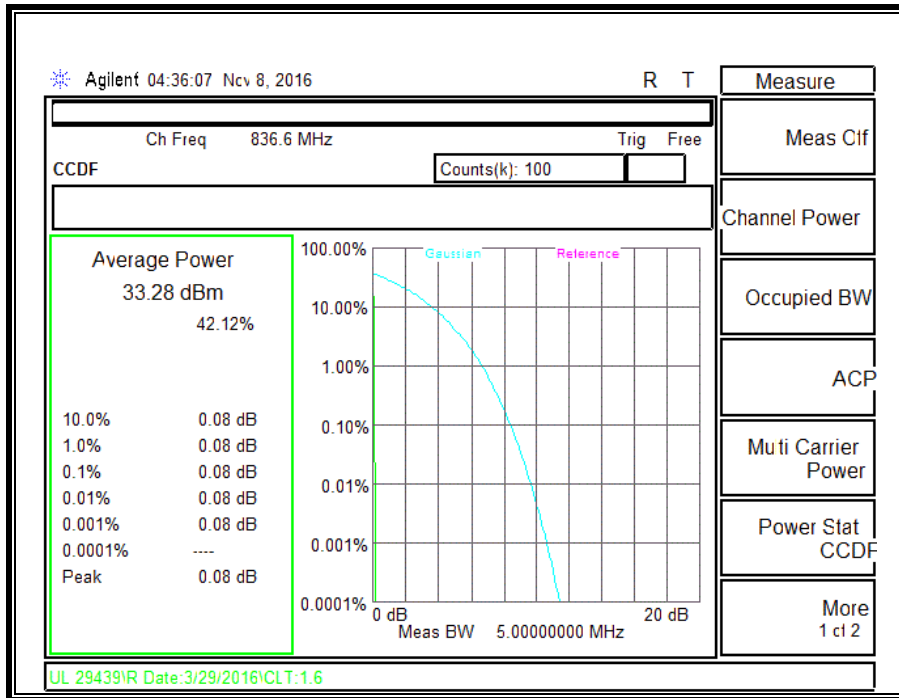 Agilent 04:36:07 Nov 8, 2016 R T
Measure
Ch Freq 836.6 MHz Trig Free
CCDF Counts(k): 100
Meas Off
Channel Power
Occupied BW
ACP
Multi Carrier
Power
Power Stat
CCDF
More
1 of 2
Average Power
33.28 dBm
42.12%
10.0% 0.08 dB
1.0% 0.08 dB
0.1% 0.08 dB
0.01% 0.08 dB
0.001% 0.08 dB
0.0001% ----
Peak 0.08 dB
Gaussian Reference
100.00%
10.00%
1.00%
0.10%
0.01%
0.001%
0.0001%
0 dB 20 dB
Meas BW 5.00000000 MHz
UL 29439\R Date:3/29/2016\CLT:1.6